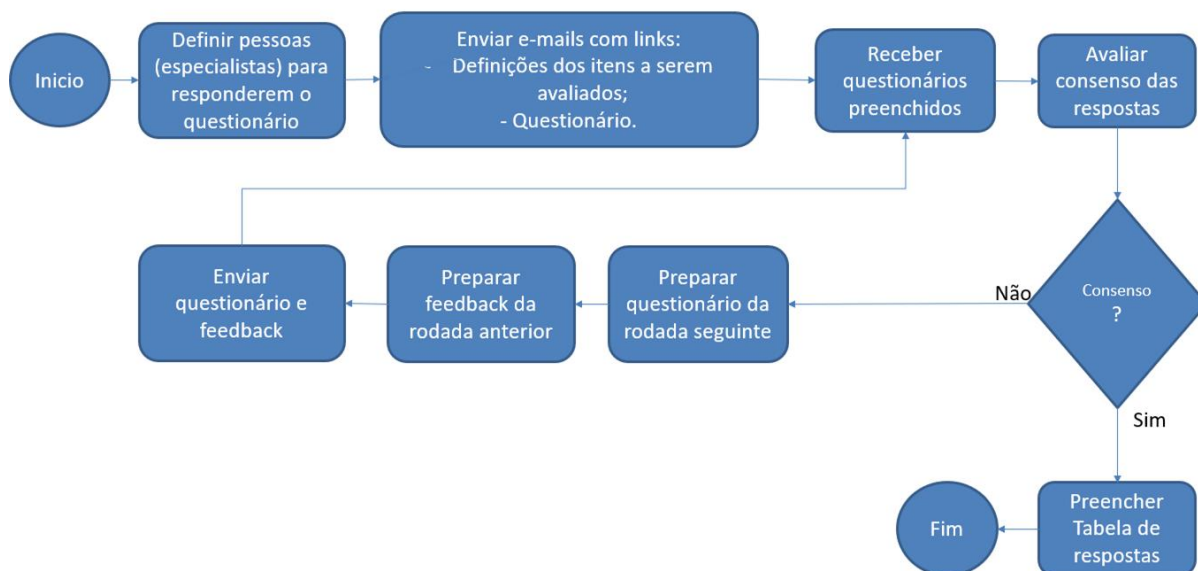 Inicio
Definir pessoas
(especialistas) para
responderem o
questionário
Enviar e-mails com links:
- Definições dos itens a serem
avaliados;
- Questionário.
Receber
questionários
preenchidos
Avaliar
consenso das
respostas
Consenso
?
Não
Preparar
questionário da
rodada seguinte
Preparar
feedback da
rodada anterior
Enviar
questionário e
feedback
Sim
Preencher
Tabela de
respostas
Fim